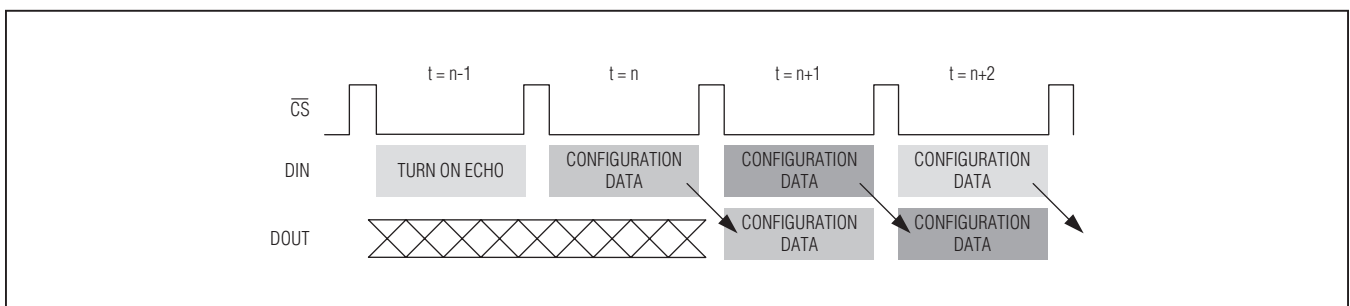 t = n-1 t = n t = n+1 t = n+2
CS
DIN TURN ON ECHO CONFIGURATION DATA CONFIGURATION DATA CONFIGURATION DATA
DOUT CONFIGURATION DATA CONFIGURATION DATA